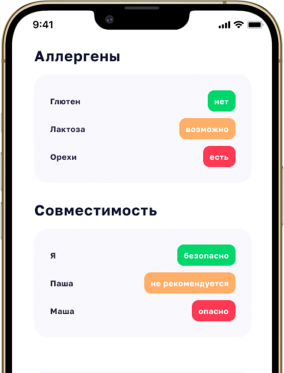 9:41
Аллергены
Глютен нет
Лактоза возможно
Орехи есть
Совместимость
Я безопасно
Паша не рекомендуется
Маша опасно